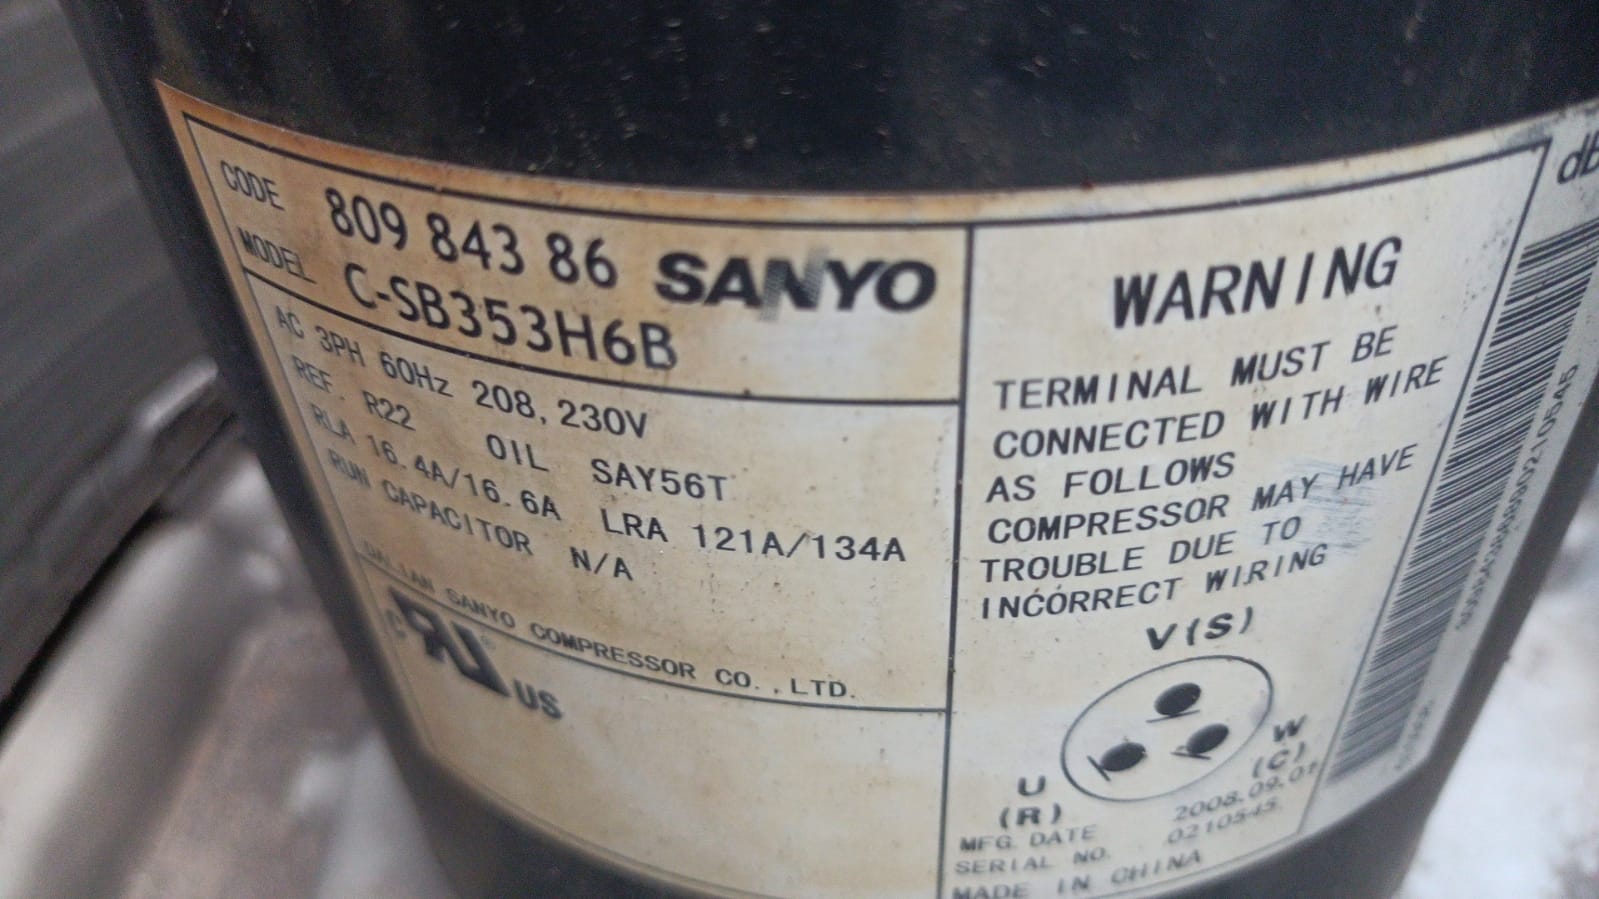 CODE 809 843 86 SANYO
MODEL C-SB353H6B
AC 3PH 60Hz 208, 230V
REF. R22 OIL SAY56T
RLA 16.4A/16.6A LRA 121A/134A
RUN CAPACITOR N/A
DALIAN SANYO COMPRESSOR CO., LTD.
c RU ® US
WARNING
TERMINAL MUST BE
CONNECTED WITH WIRE
AS FOLLOWS
COMPRESSOR MAY HAVE
TROUBLE DUE TO
INCORRECT WIRING
V(S)
U
(R)
W
(C)
MFG. DATE
SERIAL NO. 0210545
MADE IN CHINA